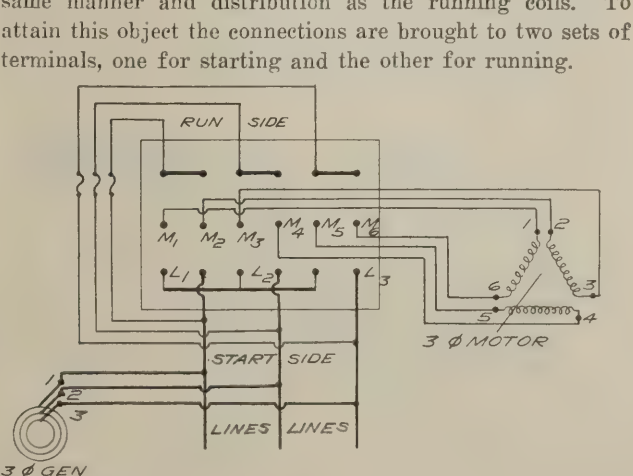 same manner and distribution as the running coils. To
attain this object the connections are brought to two sets of
terminals, one for starting and the other for running.
RUN SIDE
M1 M2 M3 M4 M5 M6
1 2
6 3
5 4
L1 L2 L3
3 Ø MOTOR
START SIDE
1
2
3
LINES LINES
3 Ø GEN